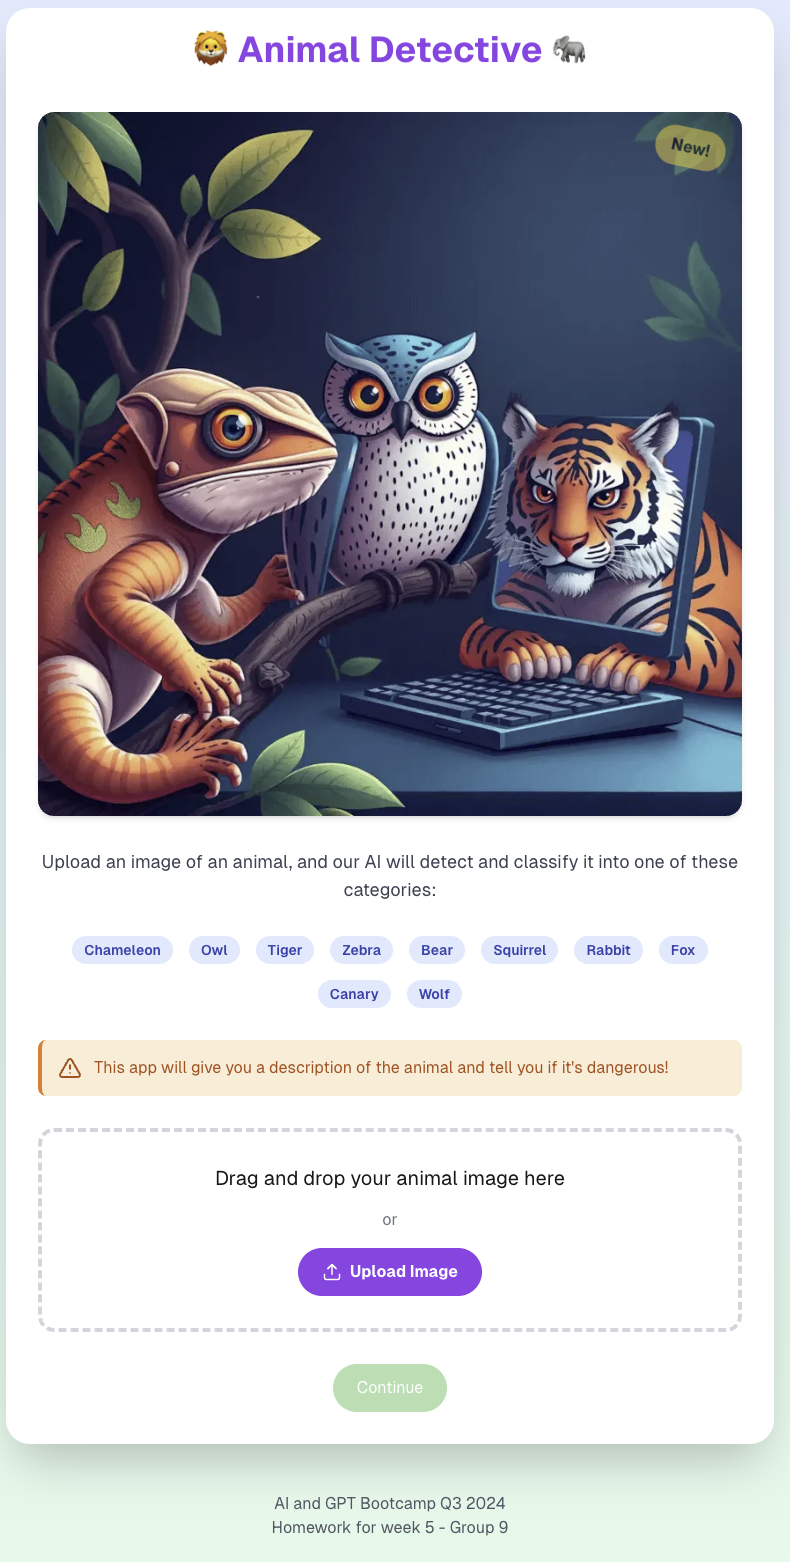 🦁 Animal Detective 🐘
New!
Upload an image of an animal, and our AI will detect and classify it into one of these
categories:
Chameleon Owl Tiger Zebra Bear Squirrel Rabbit Fox
Canary Wolf
This app will give you a description of the animal and tell you if it's dangerous!
Drag and drop your animal image here
or
Upload Image
Continue
AI and GPT Bootcamp Q3 2024
Homework for week 5 - Group 9